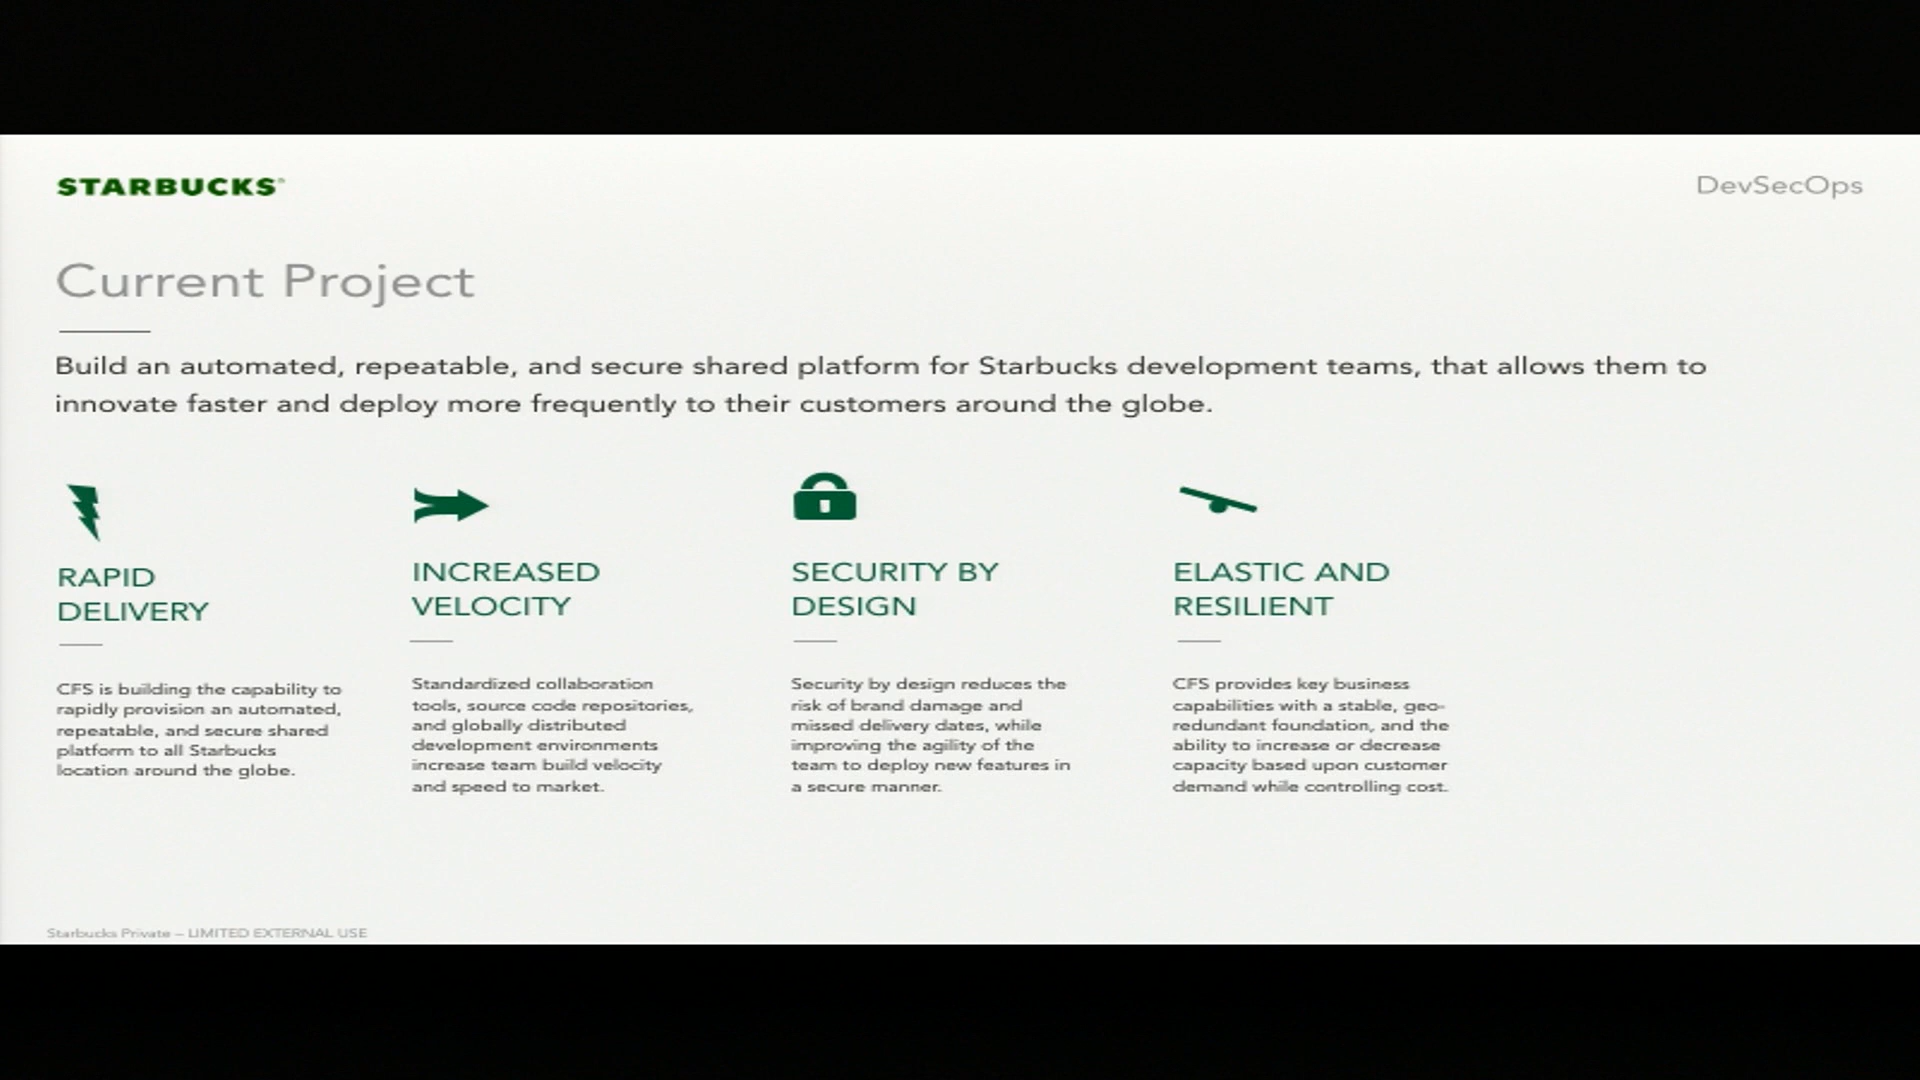 STARBUCKS
DevSecOps
Current Project
Build an automated, repeatable, and secure shared platform for Starbucks development teams, that allows them to
innovate faster and deploy more frequently to their customers around the globe.
RAPID
DELIVERY
CFS is building the capability to
rapidly provision an automated,
repeatable, and secure shared
platform to all Starbucks
location around the globe.
INCREASED
VELOCITY
Standardized collaboration
tools, source code repositories,
and globally distributed
development environments
increase team build velocity
and speed to market.
SECURITY BY
DESIGN
Security by design reduces the
risk of brand damage and
missed delivery dates, while
improving the agility of the
team to deploy new features in
a secure manner.
ELASTIC AND
RESILIENT
CFS provides key business
capabilities with a stable, geo-
redundant foundation, and the
ability to increase or decrease
capacity based upon customer
demand while controlling cost.
Starbucks Private – LIMITED EXTERNAL USE